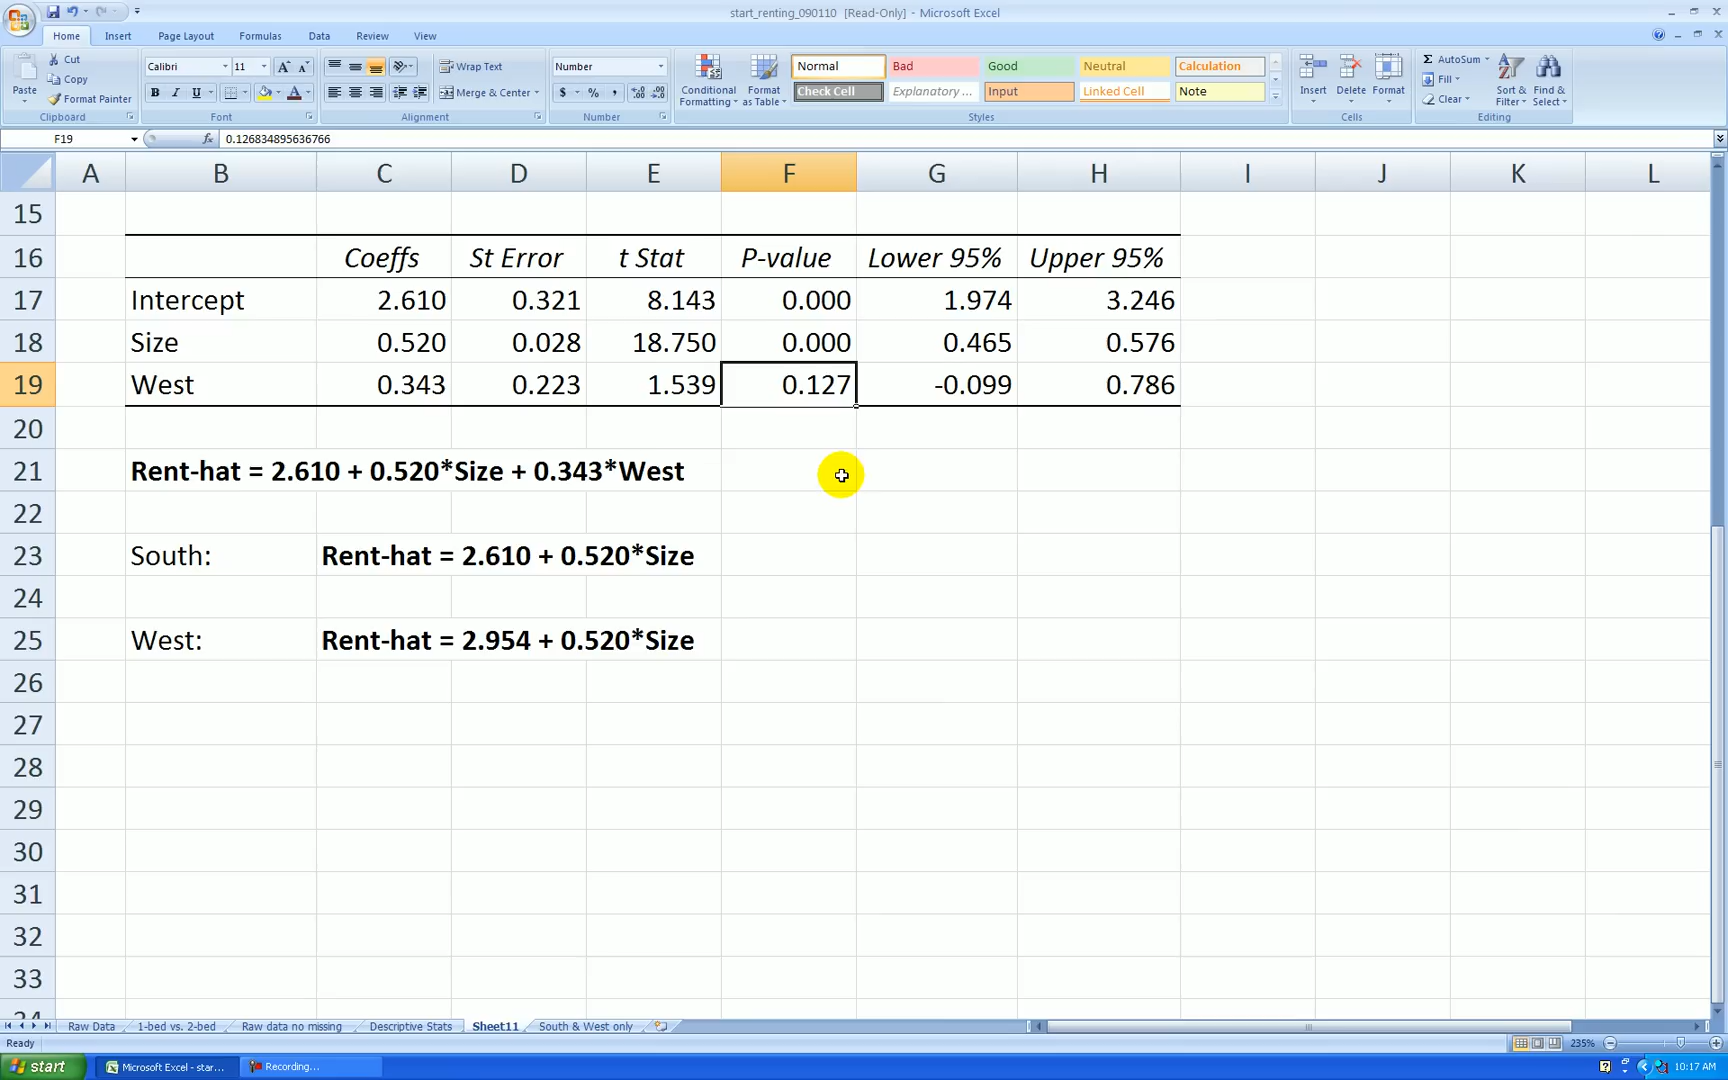 start_renting_090110 [Read-Only] - Microsoft Excel
Home Insert Page Layout Formulas Data Review View
Paste
Cut
Copy
Format Painter
Clipboard
Calibri 11
B I U
Font
Wrap Text
Merge & Center
Alignment
Number
$ % ,
Number
Conditional Formatting
Format as Table
Normal Bad Good Neutral Calculation
Check Cell Explanatory ... Input Linked Cell Note
Styles
Insert Delete Format
Cells
Σ AutoSum
Fill
Clear
Sort & Filter
Find & Select
Editing
F19 fx 0.126834895636766
A B C D E F G H I J K L
15
16 Coeffs St Error t Stat P-value Lower 95% Upper 95%
17 Intercept 2.610 0.321 8.143 0.000 1.974 3.246
18 Size 0.520 0.028 18.750 0.000 0.465 0.576
19 West 0.343 0.223 1.539 0.127 -0.099 0.786
20
21 Rent-hat = 2.610 + 0.520*Size + 0.343*West
22
23 South: Rent-hat = 2.610 + 0.520*Size
24
25 West: Rent-hat = 2.954 + 0.520*Size
26
27
28
29
30
31
32
33
34
Raw Data 1-bed vs. 2-bed Raw data no missing Descriptive Stats Sheet11 South & West only
Ready 235%
start Microsoft Excel - star... Recording... 10:17 AM